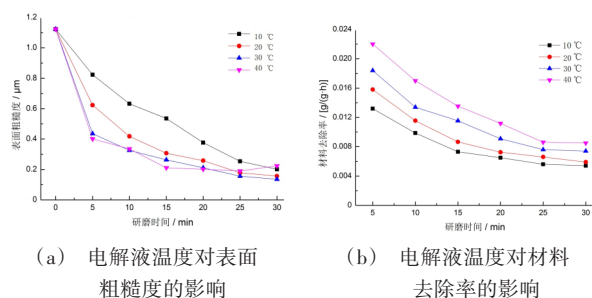 1.2
1.0
0.8
0.6
0.4
0.2
0
表面粗糙度 / μm
10 ℃
20 ℃
30 ℃
40 ℃
0 5 10 15 20 25 30
研磨时间 / min
(a) 电解液温度对表面
粗糙度的影响
0.024
0.020
0.016
0.012
0.008
0.004
0
材料去除率 / [g/(g·h)]
10 ℃
20 ℃
30 ℃
40 ℃
5 10 15 20 25 30
研磨时间 / min
(b) 电解液温度对材料
去除率的影响